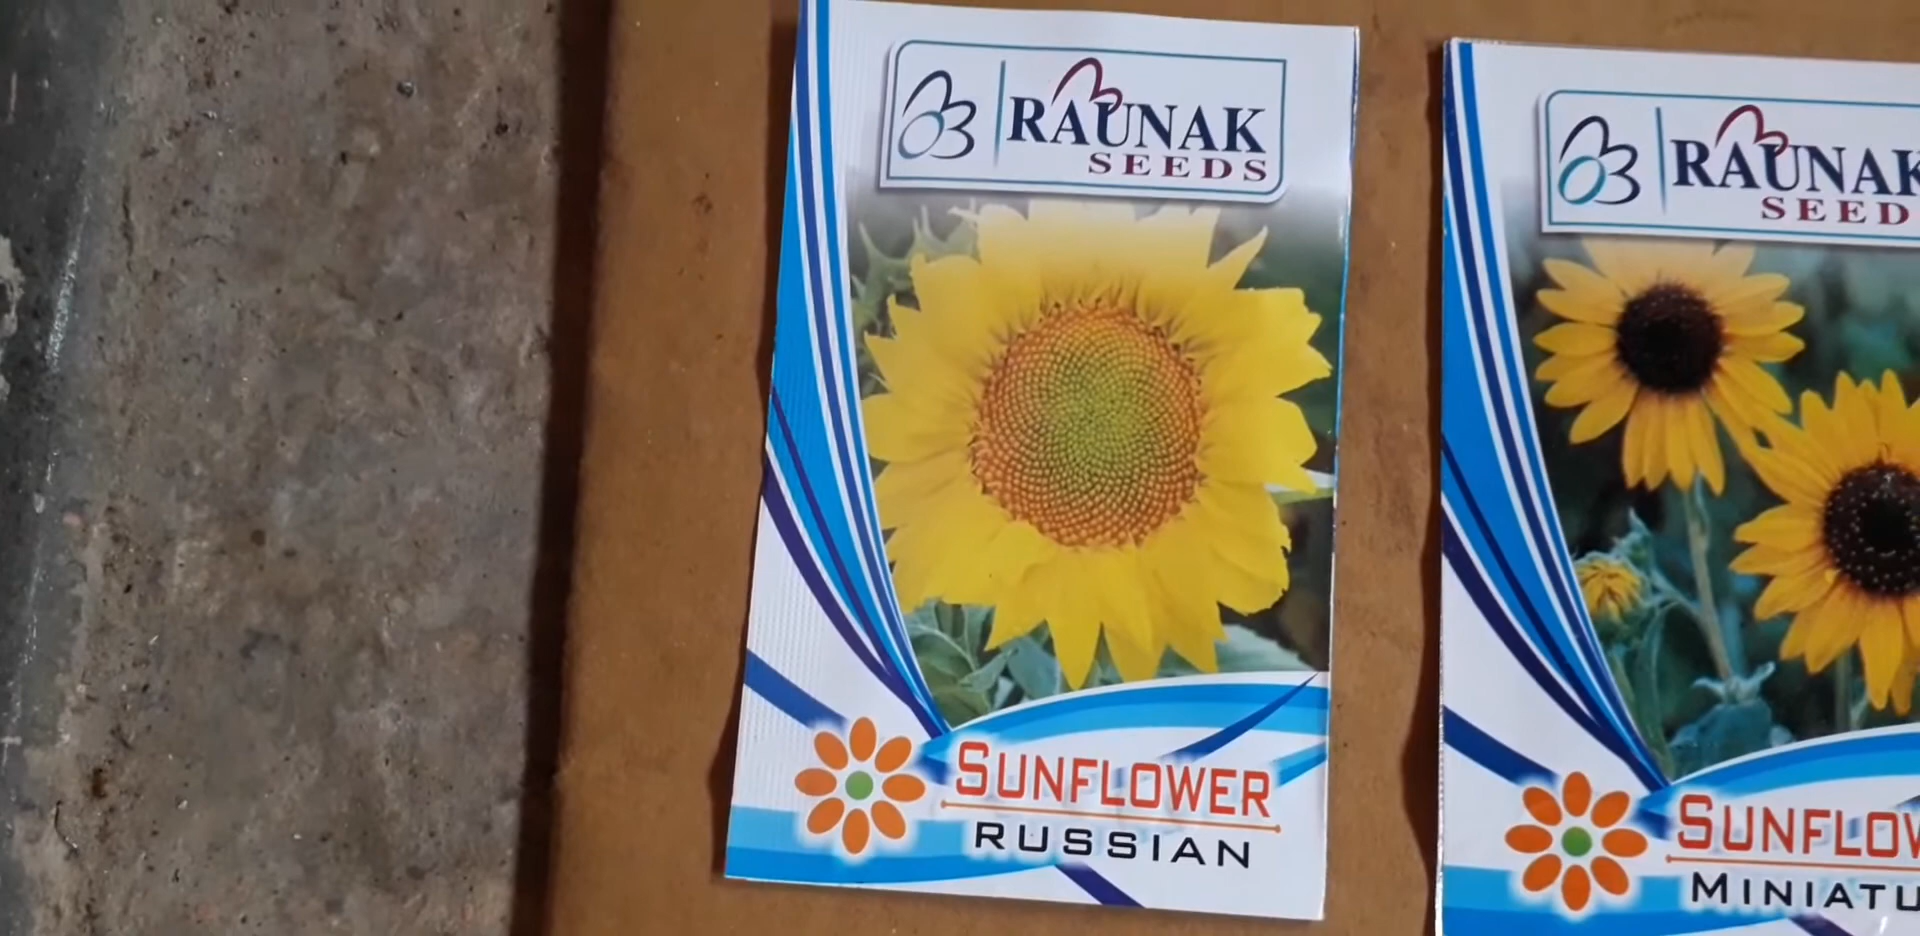 RAUNAK
SEEDS
SUNFLOWER
RUSSIAN
RAUNAK
SEED
SUNFLOW
MINIATU